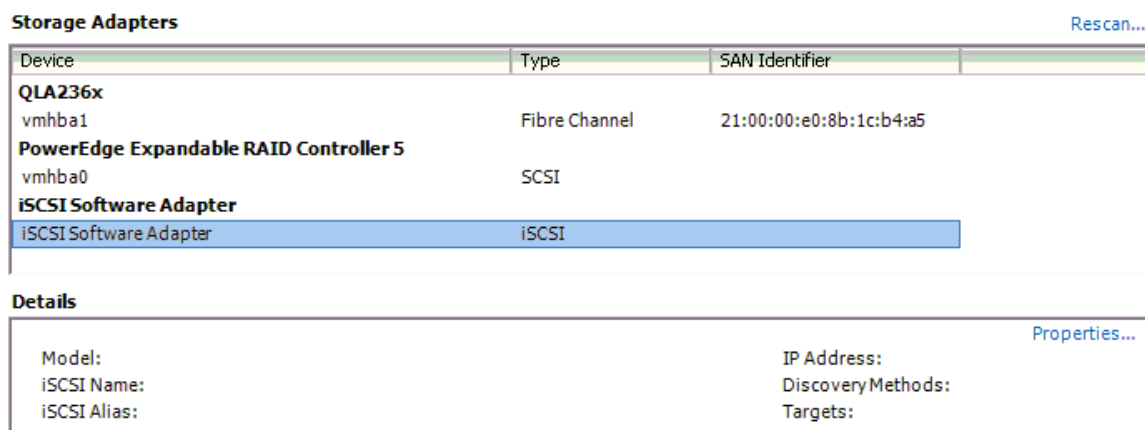 Storage Adapters Rescan...
Device Type SAN Identifier
QLA236x
vmhba1 Fibre Channel 21:00:00:e0:8b:1c:b4:a5
PowerEdge Expandable RAID Controller 5
vmhba0 SCSI
iSCSI Software Adapter
iSCSI Software Adapter iSCSI
Details
Properties...
Model: IP Address:
iSCSI Name: Discovery Methods:
iSCSI Alias: Targets: